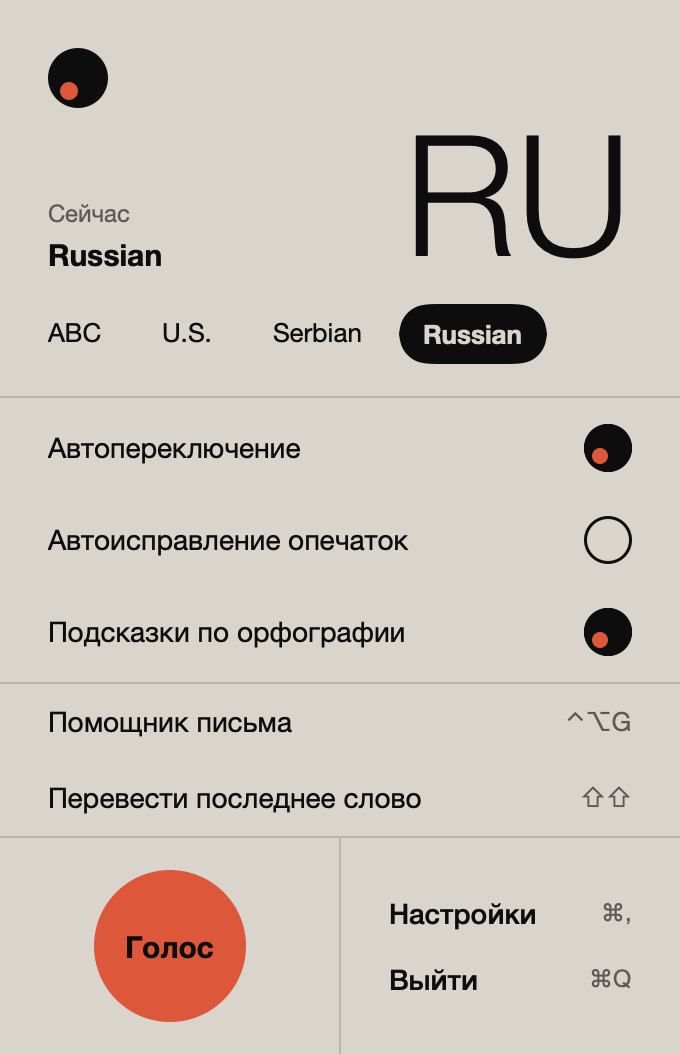 RU
Сейчас
Russian
ABC U.S. Serbian Russian
Автопереключение
Автоисправление опечаток
Подсказки по орфографии
Помощник письма ^⌥G
Перевести последнее слово ⇧⇧
Голос
Настройки ⌘,
Выйти ⌘Q